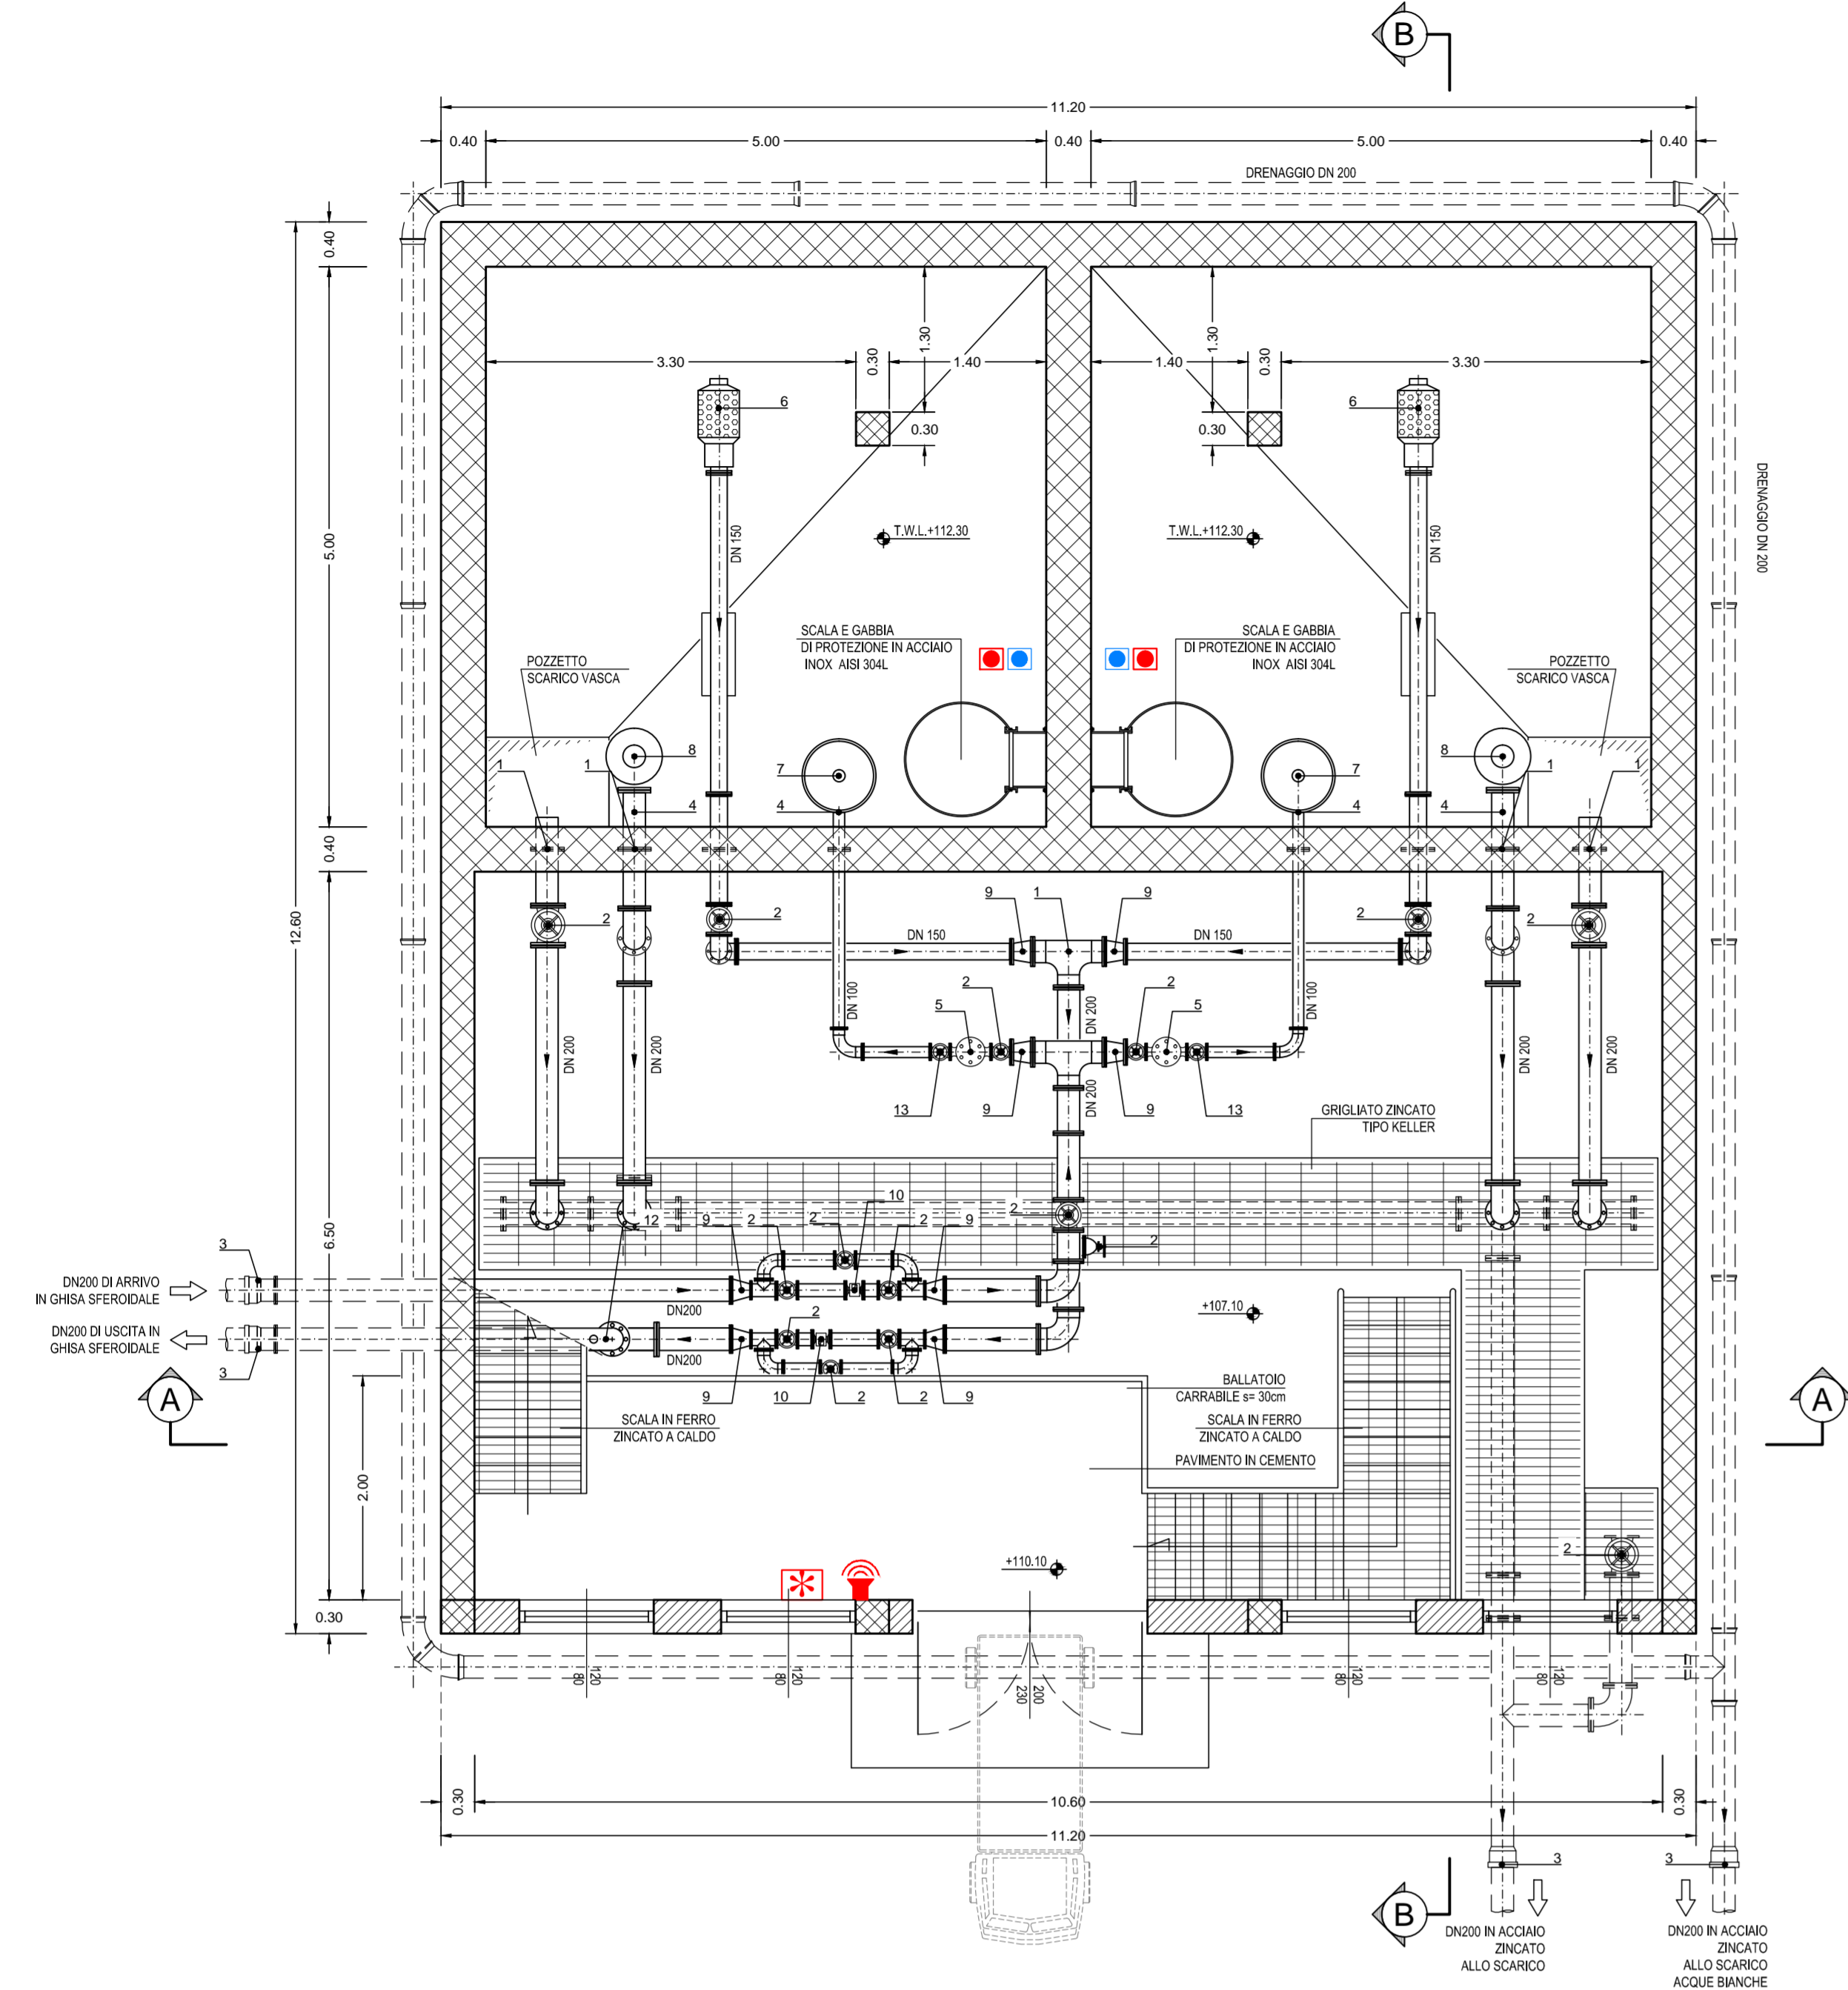 B
11.20
0.40
5.00
0.40
5.00
0.40
DRENAGGIO DN 200
0.40
1.30
1.30
3.30
0.30
1.40
1.40
0.30
3.30
6
0.30
0.30
6
DRENAGGIO DN 200
5.00
DN 150
T.W.L.+112.30
T.W.L.+112.30
DN 150
SCALA E GABBIA
DI PROTEZIONE IN ACCIAIO
INOX AISI 304L
SCALA E GABBIA
DI PROTEZIONE IN ACCIAIO
INOX AISI 304L
POZZETTO
SCARICO VASCA
POZZETTO
SCARICO VASCA
1
1
8
7
7
8
1
1
4
4
4
4
0.40
12.60
9
1
9
2
2
2
2
DN 150
DN 150
DN 100
DN 200
DN 100
2
2
5
5
DN 200
DN 200
DN 200
DN 200
DN 200
13
9
9
13
GRIGLIATO ZINCATO
TIPO KELLER
6.50
10
2
12
9
2
2
2
9
2
3
DN200 DI ARRIVO
IN GHISA SFEROIDALE
DN200
+107.10
2
DN200 DI USCITA IN
GHISA SFEROIDALE
DN200
3
A
9
10
2
2
9
BALLATOIO
CARRABILE s= 30cm
A
SCALA IN FERRO
ZINCATO A CALDO
SCALA IN FERRO
ZINCATO A CALDO
PAVIMENTO IN CEMENTO
2.00
2
+110.10
0.30
120
80
120
80
200
230
120
80
120
80
0.30
10.60
0.30
11.20
3
3
B
DN200 IN ACCIAIO
ZINCATO
ALLO SCARICO
DN200 IN ACCIAIO
ZINCATO
ALLO SCARICO
ACQUE BIANCHE